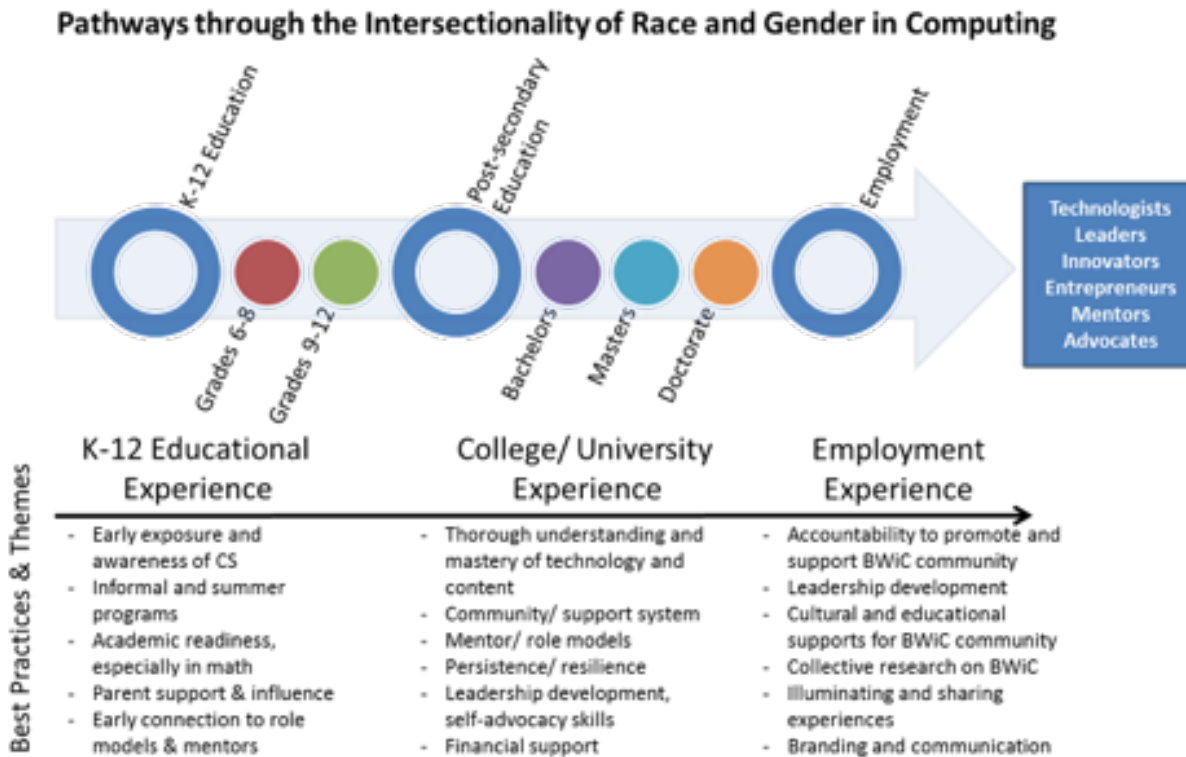 Pathways through the Intersectionality of Race and Gender in Computing
K-12 Education
Grades 6-8
Grades 9-12
Post-secondary
Education
Bachelors
Masters
Doctorate
Employment
Technologists
Leaders
Innovators
Entrepreneurs
Mentors
Advocates
Best Practices & Themes
K-12 Educational
Experience
- Early exposure and
awareness of CS
- Informal and summer
programs
- Academic readiness,
especially in math
- Parent support & influence
- Early connection to role
models & mentors
College/ University
Experience
- Thorough understanding and
mastery of technology and
content
- Community/ support system
- Mentor/ role models
- Persistence/ resilience
- Leadership development,
self-advocacy skills
- Financial support
Employment
Experience
- Accountability to promote and
support BWiC community
- Leadership development
- Cultural and educational
supports for BWiC community
- Collective research on BWiC
- Illuminating and sharing
experiences
- Branding and communication